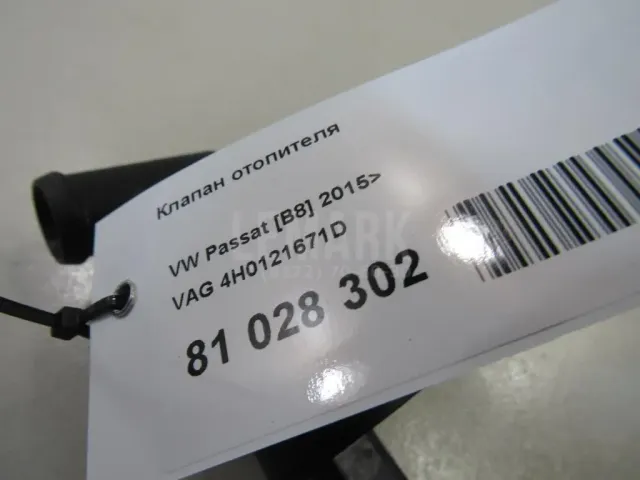 Клапан отопителя
VW Passat [B8] 2015>
VAG 4H0121671D
81 028 302